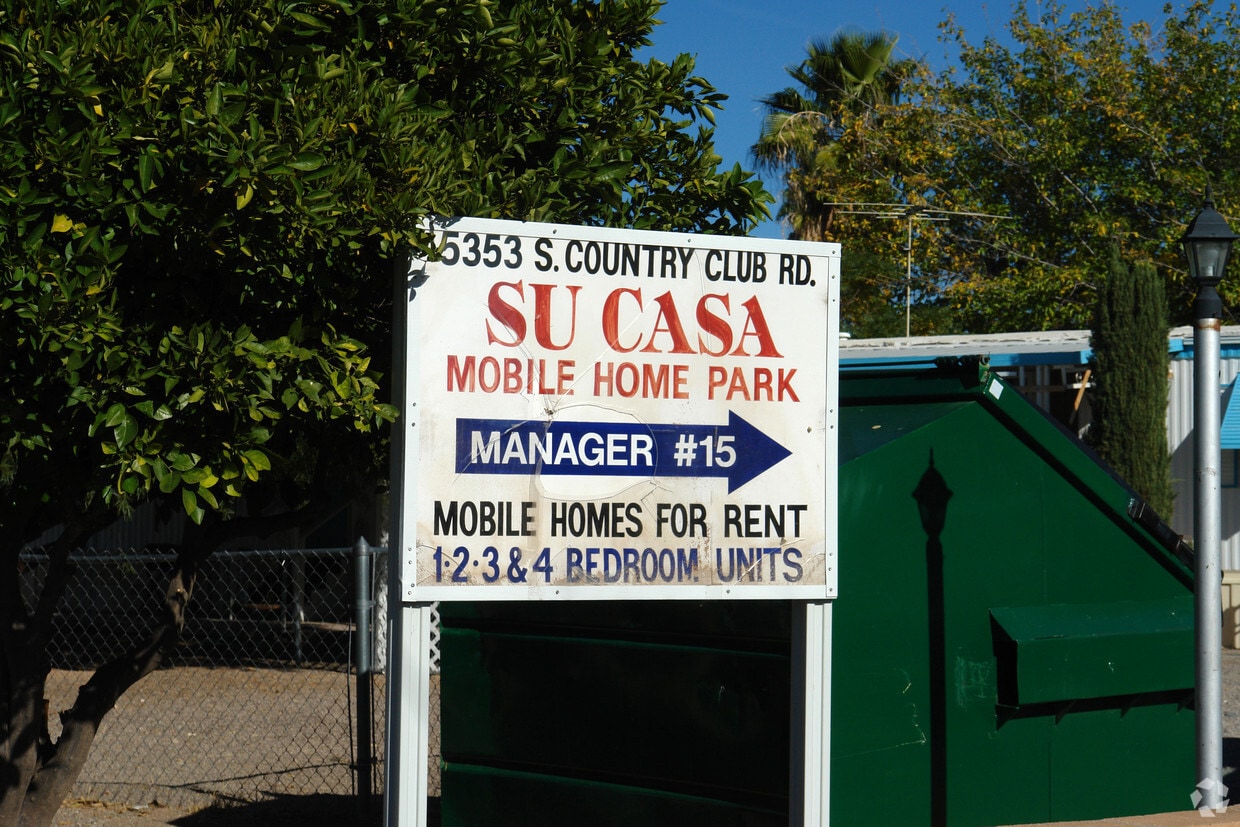 5353 S. COUNTRY CLUB RD.
SU CASA
MOBILE HOME PARK
MANAGER #15
MOBILE HOMES FOR RENT
1·2·3 & 4 BEDROOM UNITS